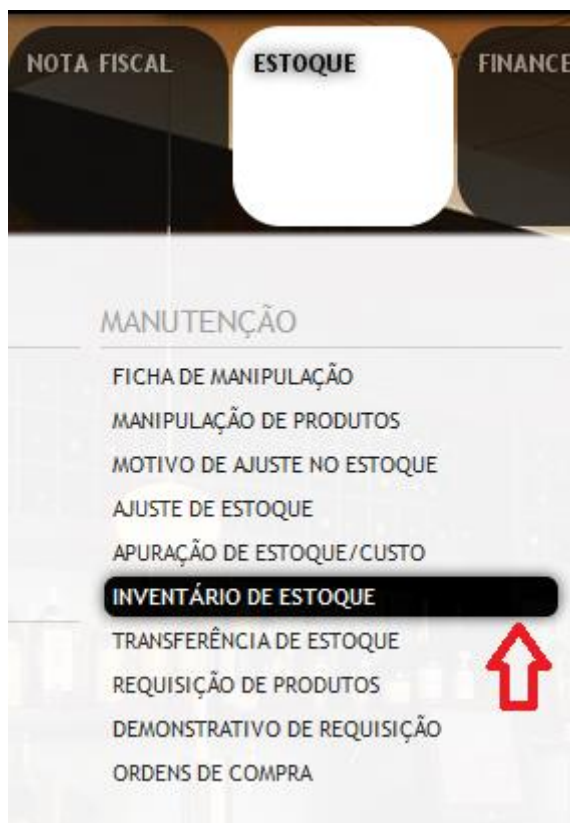 NOTA FISCAL
ESTOQUE
FINANCE
MANUTENÇÃO
FICHA DE MANIPULAÇÃO
MANIPULAÇÃO DE PRODUTOS
MOTIVO DE AJUSTE NO ESTOQUE
AJUSTE DE ESTOQUE
APURAÇÃO DE ESTOQUE/CUSTO
INVENTÁRIO DE ESTOQUE
TRANSFERÊNCIA DE ESTOQUE
REQUISIÇÃO DE PRODUTOS
DEMONSTRATIVO DE REQUISIÇÃO
ORDENS DE COMPRA